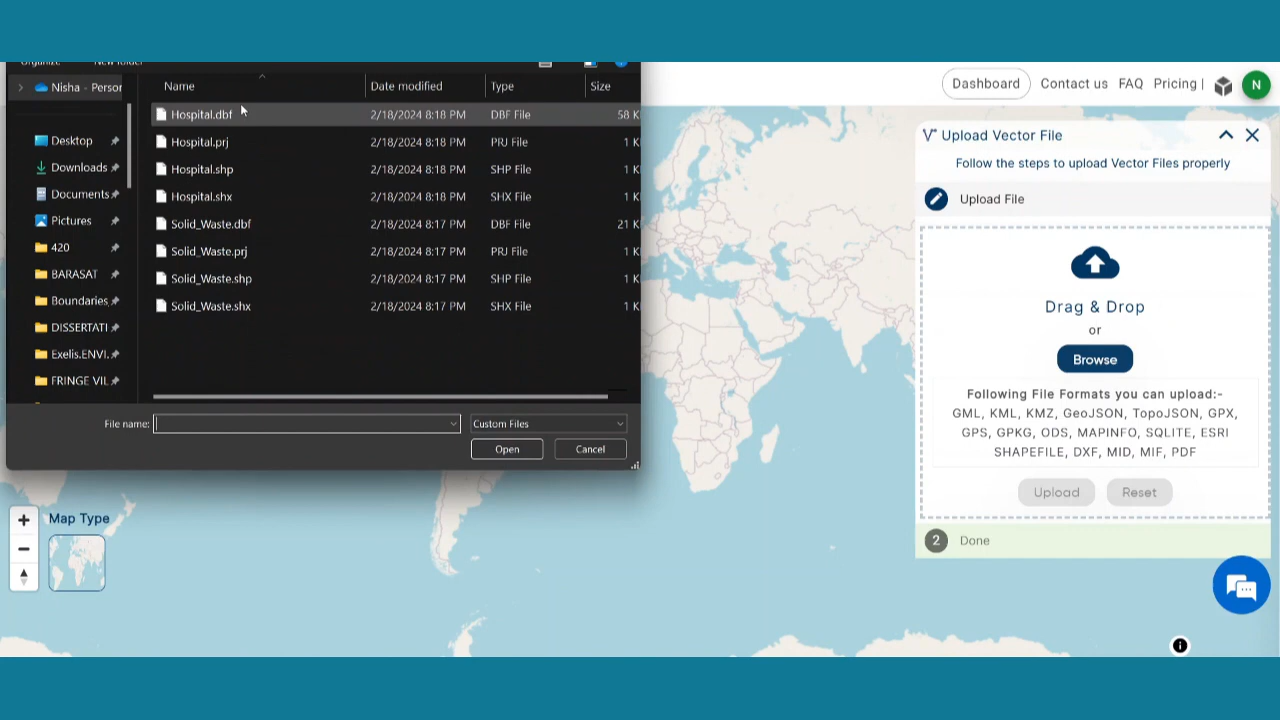 Organize
New folder
Nisha - Persor
Name
Date modified
Type
Size
Desktop
Downloads
Documents
Pictures
420
BARASAT
Boundaries
DISSERTATI
Exelis.ENVI.
FRINGE VIL
Hospital.dbf 2/18/2024 8:18 PM DBF File 58 K
Hospital.prj 2/18/2024 8:18 PM PRJ File 1 K
Hospital.shp 2/18/2024 8:18 PM SHP File 1 K
Hospital.shx 2/18/2024 8:18 PM SHX File 1 K
Solid_Waste.dbf 2/18/2024 8:17 PM DBF File 21 K
Solid_Waste.prj 2/18/2024 8:17 PM PRJ File 1 K
Solid_Waste.shp 2/18/2024 8:17 PM SHP File 1 K
Solid_Waste.shx 2/18/2024 8:17 PM SHX File 1 K
File name:
Custom Files
Open
Cancel
Dashboard Contact us FAQ Pricing | N
Upload Vector File
Follow the steps to upload Vector Files properly
Upload File
Drag & Drop
or
Browse
Following File Formats you can upload:-
GML, KML, KMZ, GeoJSON, TopoJSON, GPX,
GPS, GPKG, ODS, MAPINFO, SQLITE, ESRI
SHAPEFILE, DXF, MID, MIF, PDF
Upload Reset
2 Done
Map Type